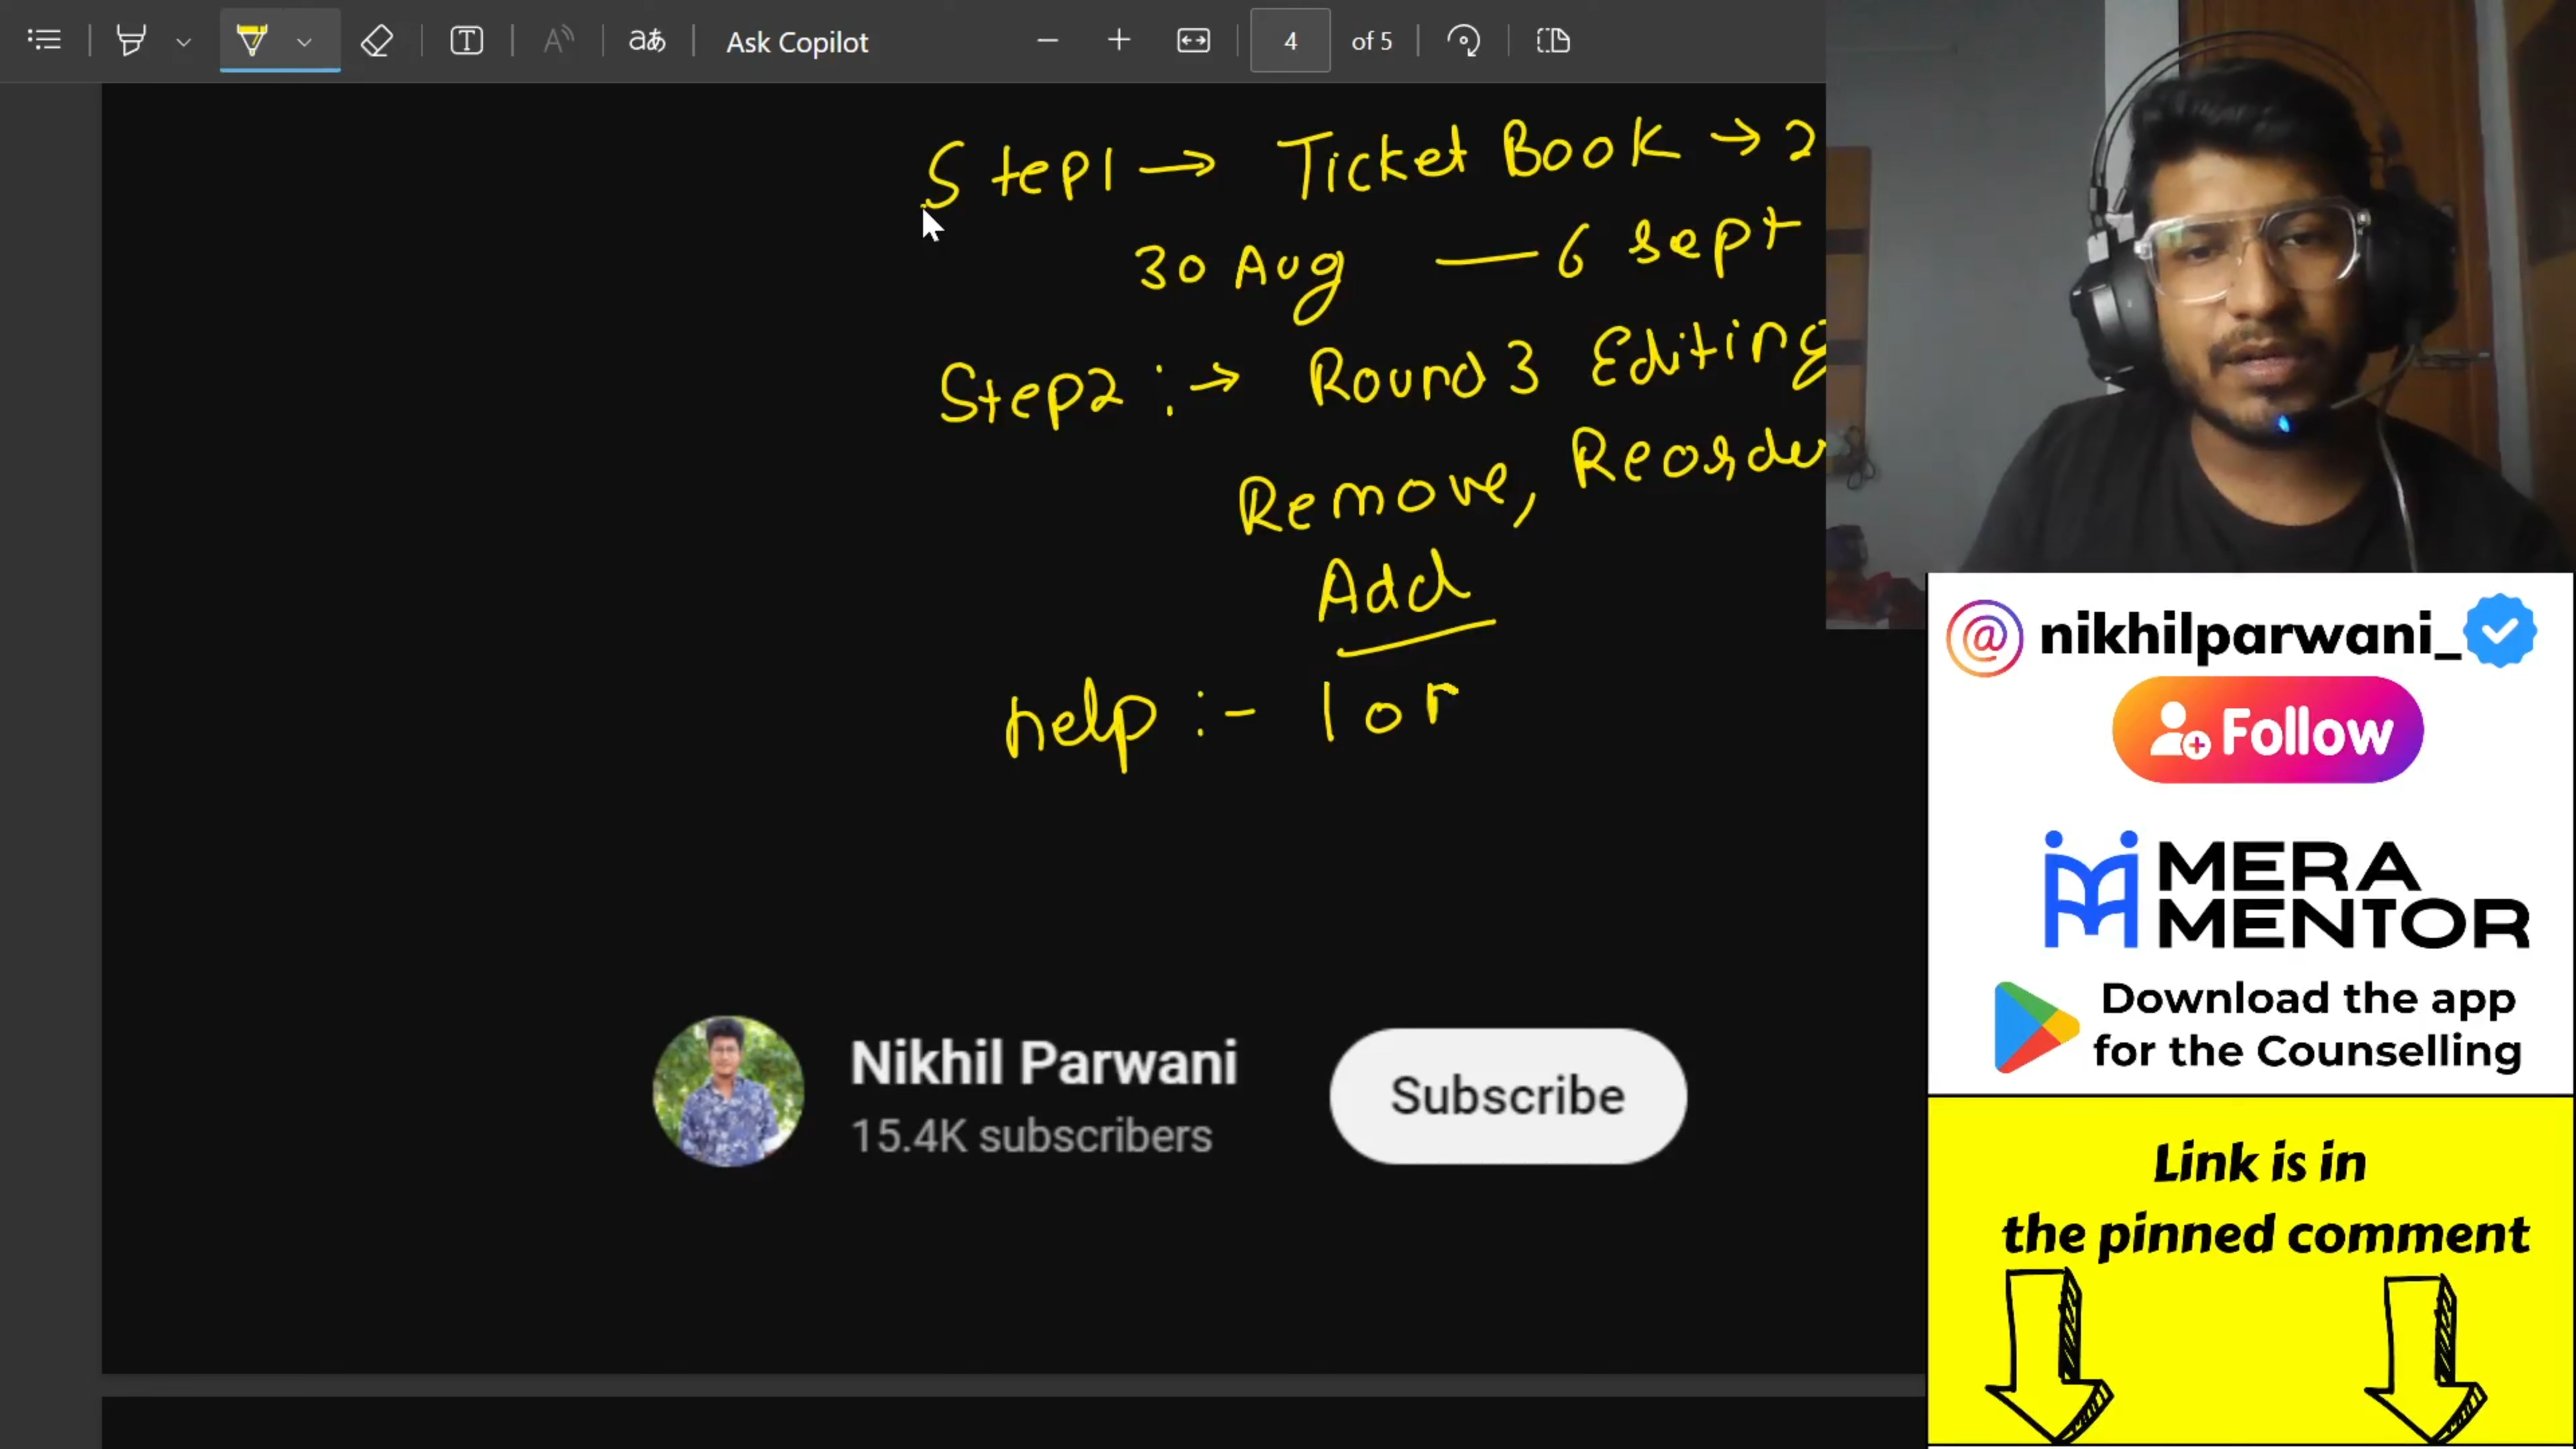 Ask Copilot
4 of 5
Step1 → Ticket Book → 2
30 Aug — 6 sept
Step2 :→ Round 3 Editing
Remove, Reorder
Add
help :- 1 o r
Nikhil Parwani
15.4K subscribers
Subscribe
@nikhilparwani_
Follow
MERA
MENTOR
Download the app
for the Counselling
Link is in
the pinned comment